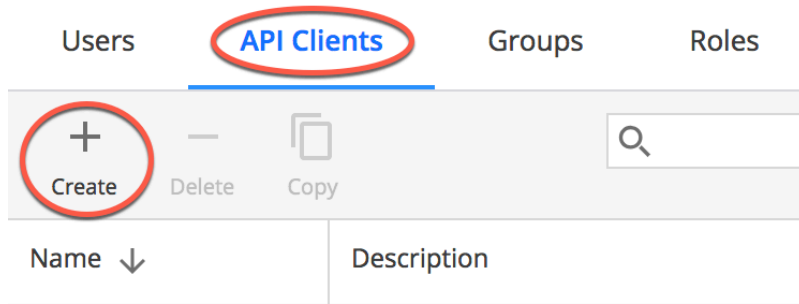 Users API Clients Groups Roles
Create Delete Copy
Name Description